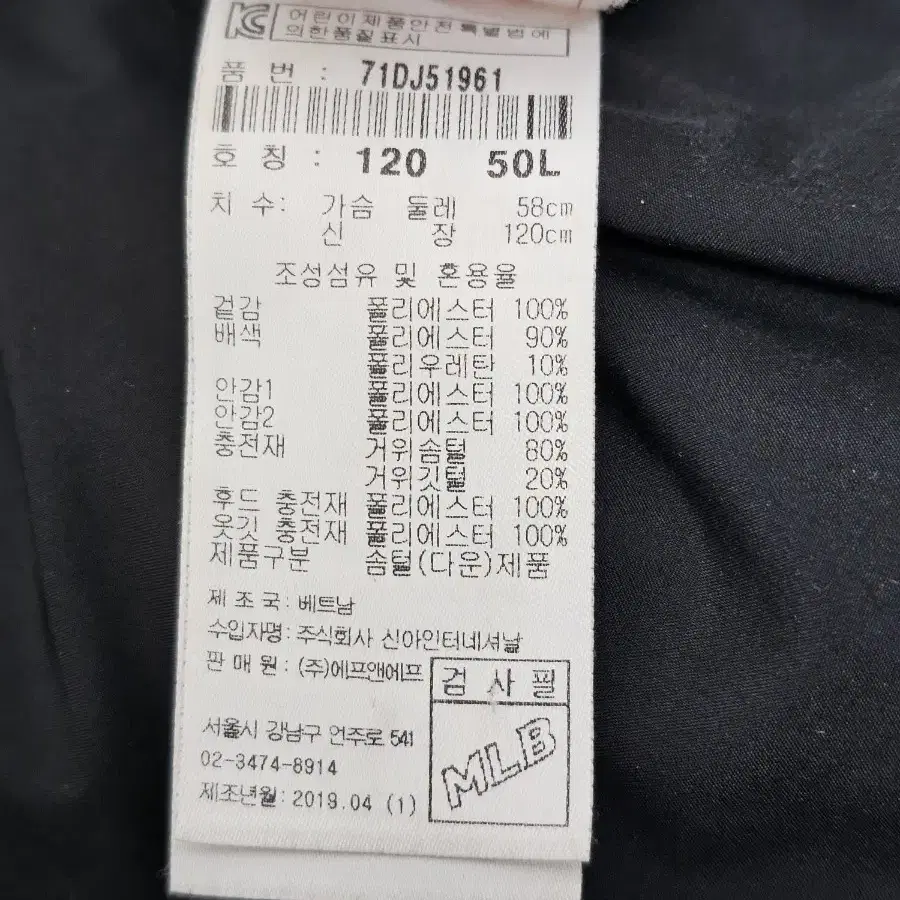 KC 어린이제품안전특별법에
의한품질표시
품 번 : 71DJ51961
호 칭 : 120 50L
치 수: 가슴 둘레 58cm
신 장 120cm
조성섬유 및 혼용율
겉감 폴리에스터 100%
배색 폴리에스터 90%
폴리우레탄 10%
안감1 폴리에스터 100%
안감2 폴리에스터 100%
충전재 거위솜털 80%
거위깃털 20%
후드 충전재 폴리에스터 100%
옷깃 충전재 폴리에스터 100%
제품구분 솜털(다운)제품
제 조 국 : 베트남
수입자명 : 주식회사 신아인터네셔날
판 매 원 : (주)에프앤에프
검 사 필
MLB
서울시 강남구 언주로 541
02-3474-8914
제조년월 : 2019.04 (1)